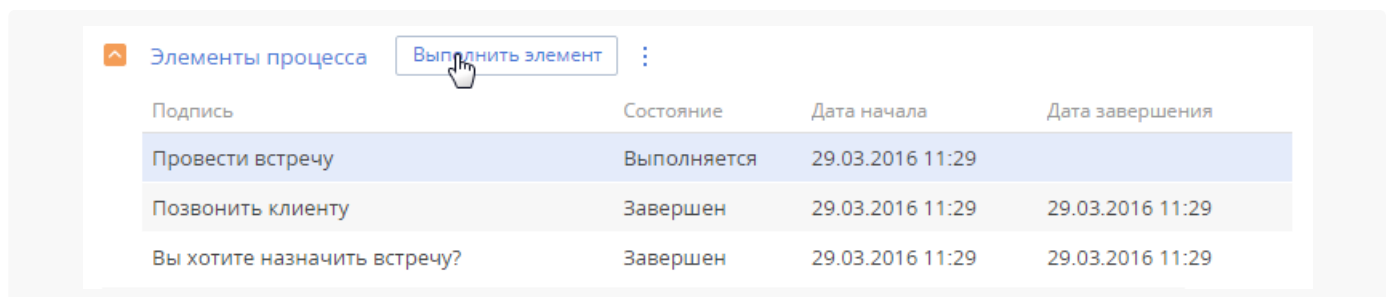 Элементы процесса Выполнить элемент
Подпись Состояние Дата начала Дата завершения
Провести встречу Выполняется 29.03.2016 11:29
Позвонить клиенту Завершен 29.03.2016 11:29 29.03.2016 11:29
Вы хотите назначить встречу? Завершен 29.03.2016 11:29 29.03.2016 11:29